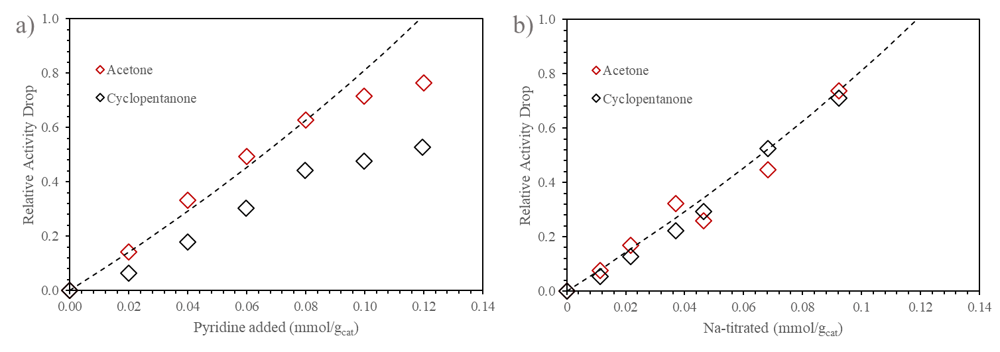 a)
Relative Activity Drop
1.0
0.8
0.6
0.4
0.2
0.0
Acetone
Cyclopentanone
0.00 0.02 0.04 0.06 0.08 0.10 0.12 0.14
Pyridine added (mmol/gcat)
b)
Relative Activity Drop
1.0
0.8
0.6
0.4
0.2
0.0
Acetone
Cyclopentanone
0 0.02 0.04 0.06 0.08 0.1 0.12 0.14
Na-titrated (mmol/gcat)